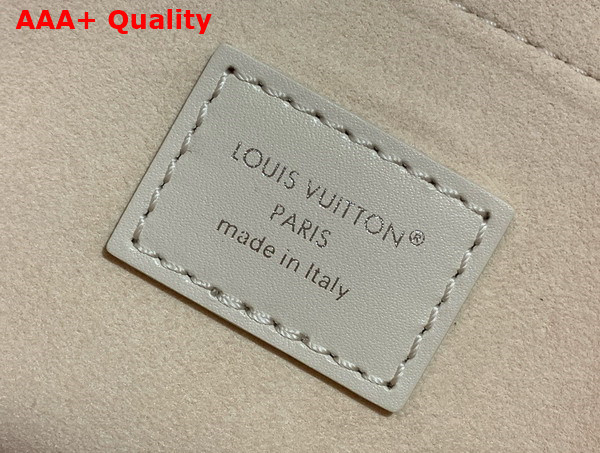 AAA+ Quality
LOUIS VUITTON®
PARIS
made in Italy